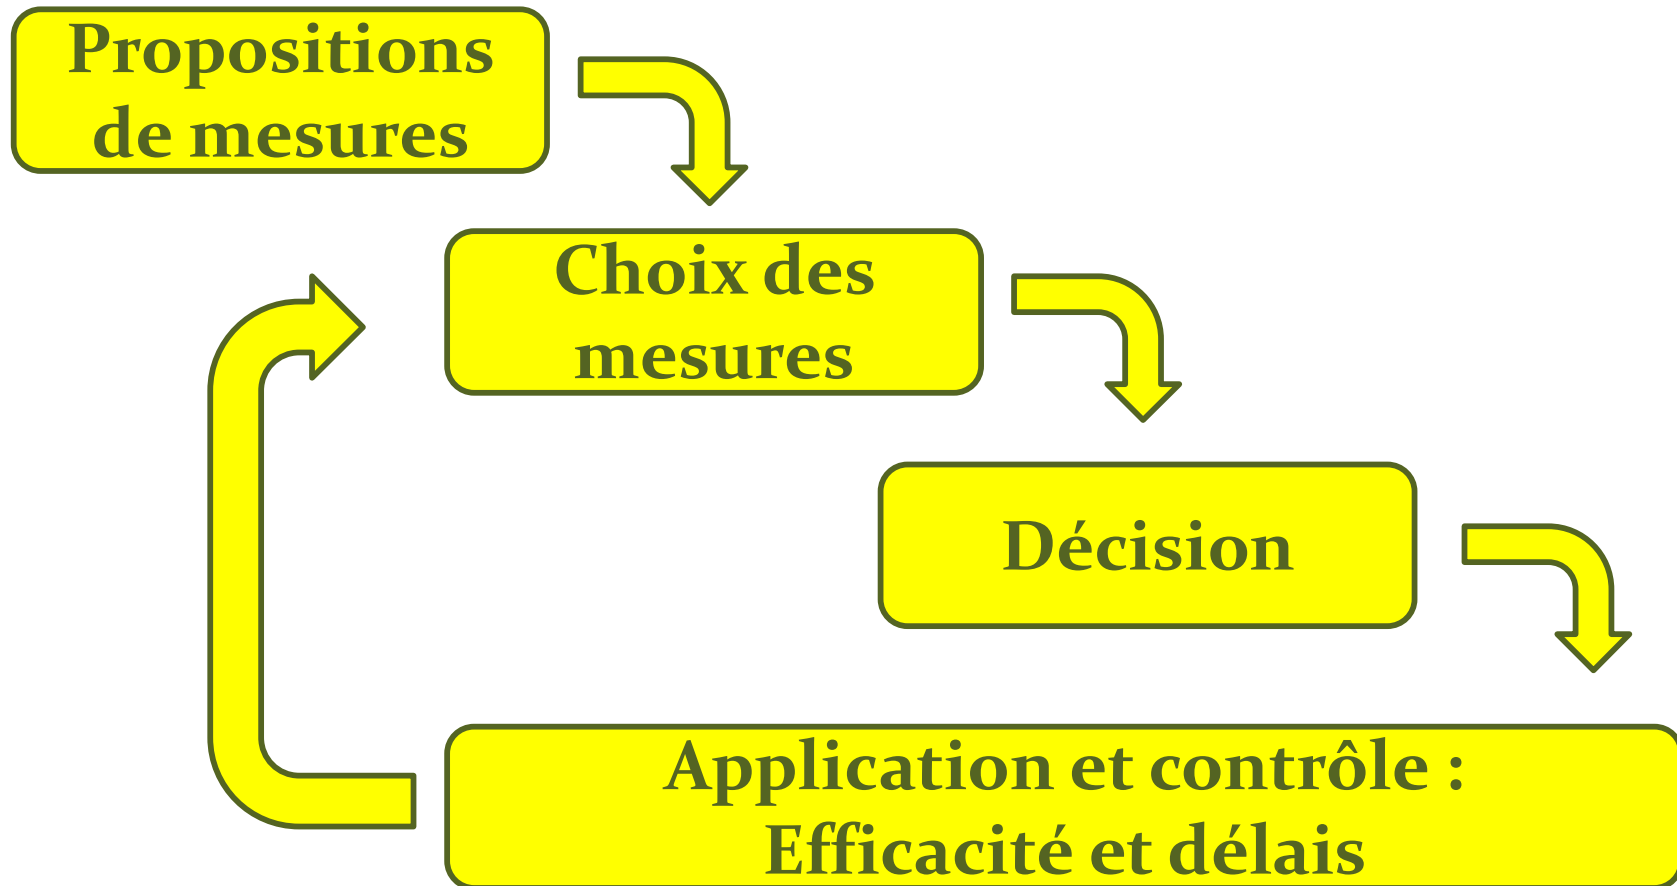 Propositions
de mesures
Choix des
mesures
Décision
Application et contrôle :
Efficacité et délais